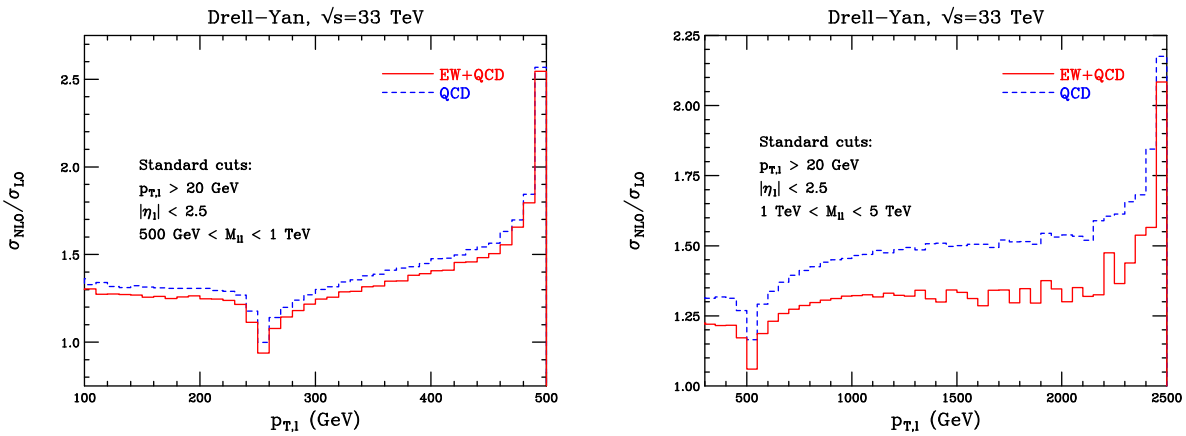 Drell-Yan, √s=33 TeV
σNLO/σLO
2.5
2.0
1.5
1.0
EW+QCD
QCD
Standard cuts:
pT,l > 20 GeV
|ηl| < 2.5
500 GeV < Mll < 1 TeV
100 200 300 400 500
pT,l (GeV)
Drell-Yan, √s=33 TeV
σNLO/σLO
2.25
2.00
1.75
1.50
1.25
1.00
EW+QCD
QCD
Standard cuts:
pT,l > 20 GeV
|ηl| < 2.5
1 TeV < Mll < 5 TeV
500 1000 1500 2000 2500
pT,l (GeV)